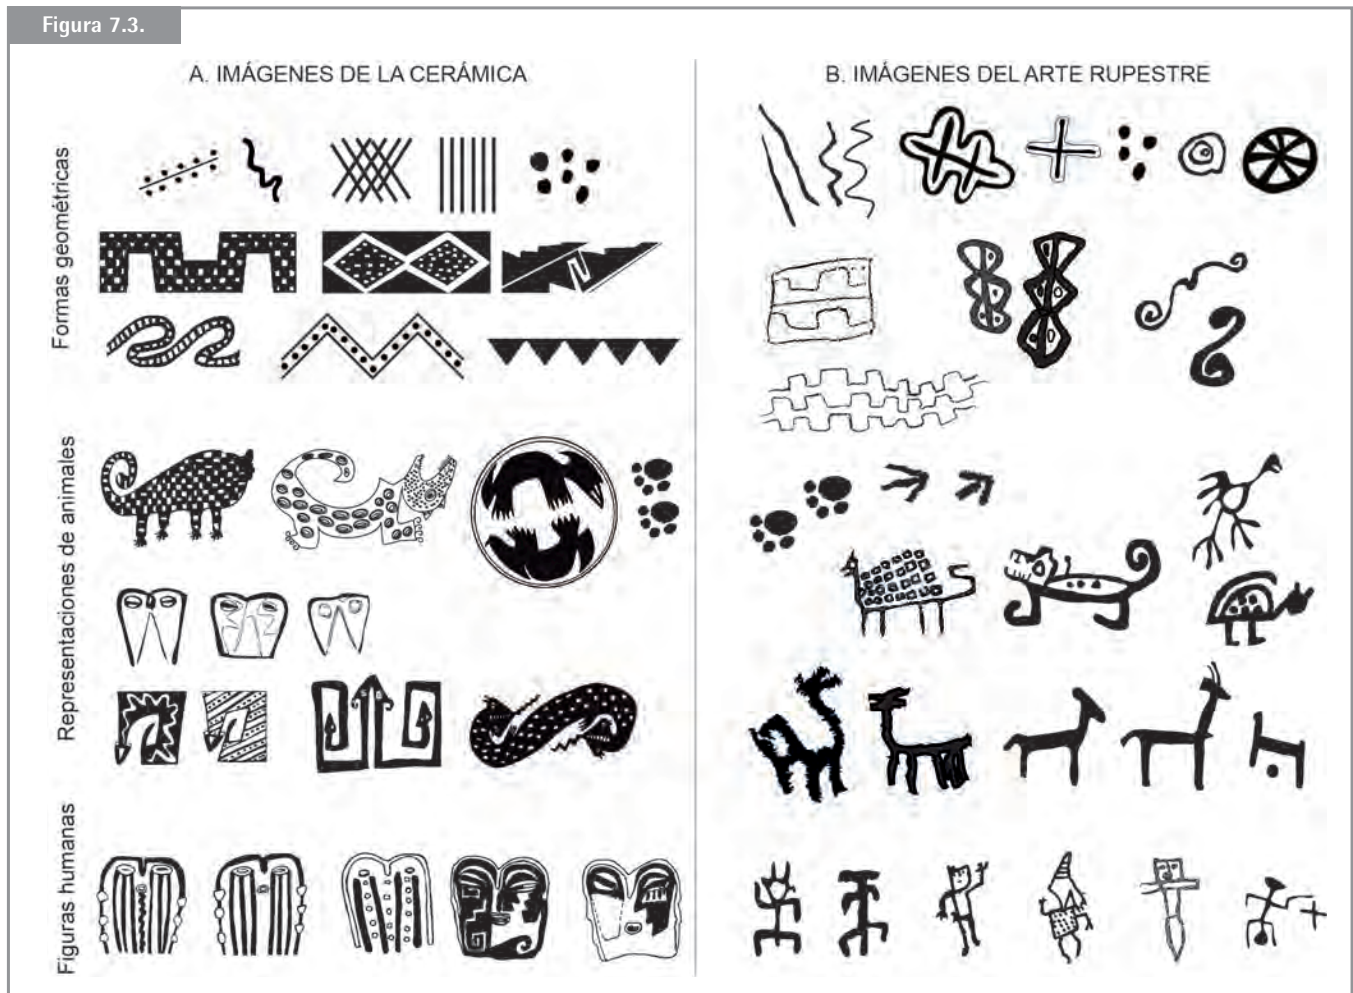 Figura 7.3.
A. IMÁGENES DE LA CERÁMICA
B. IMÁGENES DEL ARTE RUPESTRE
Formas geométricas
Representaciones de animales
Figuras humanas